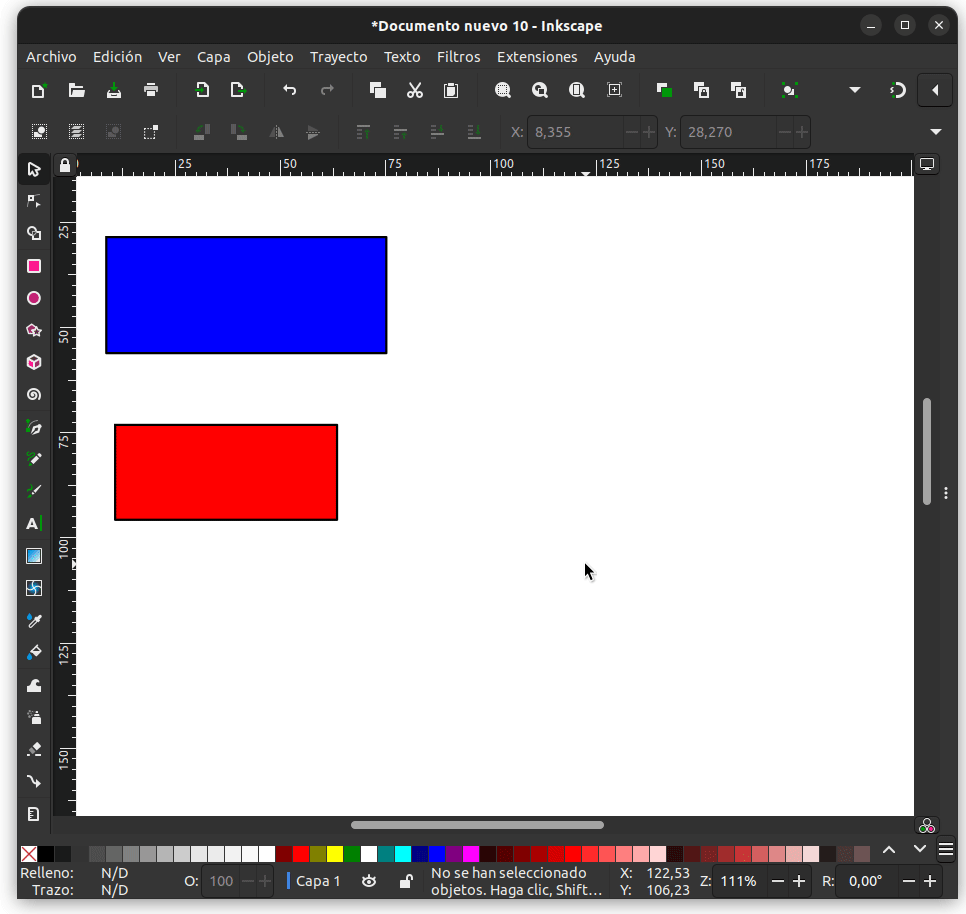 *Documento nuevo 10 - Inkscape
Archivo Edición Ver Capa Objeto Trayecto Texto Filtros Extensiones Ayuda
X: 8,355 Y: 28,270
25 50 75 100 125 150 175
25
50
75
100
125
150
A
Relleno: N/D
Trazo: N/D
O: 100
Capa 1
No se han seleccionado
objetos. Haga clic, Shift...
X: 122,53
Y: 106,23
Z: 111%
R: 0,00°